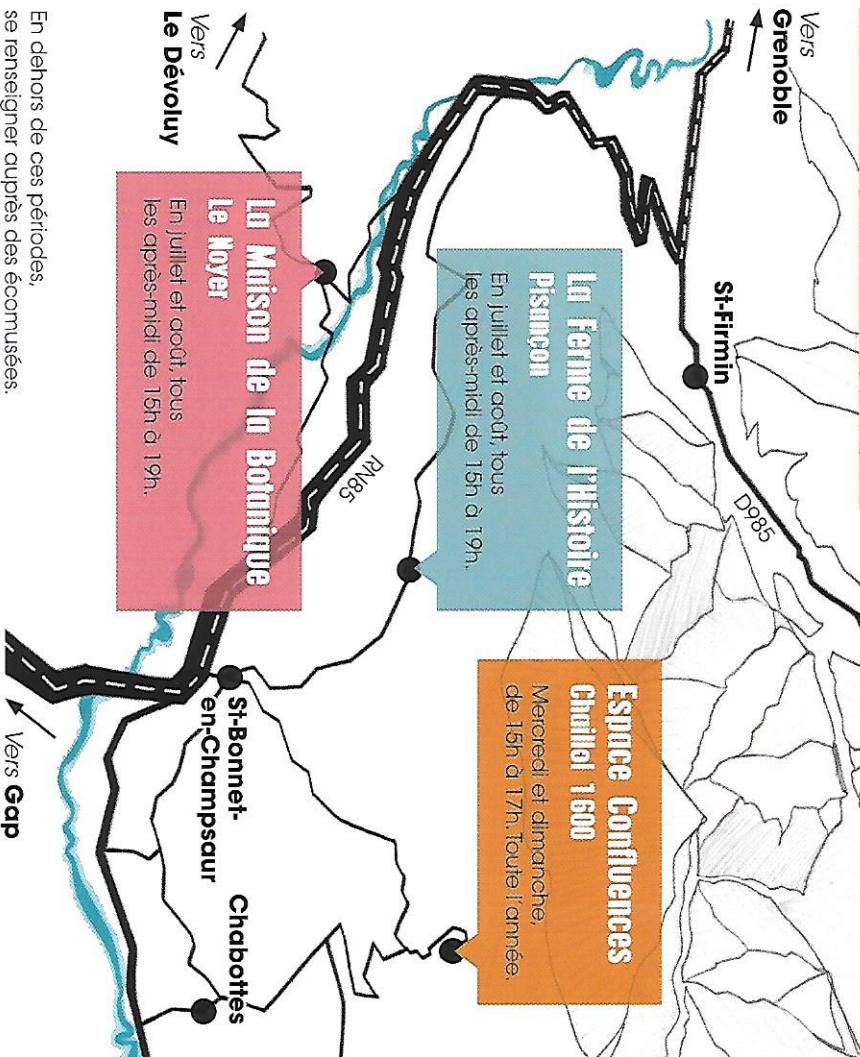 Vers
Grenoble
St-Firmin
D985
La Ferme de l'Histoire
Pisançon
En juillet et août, tous
les après-midi de 15h à 19h.
Espace Confluences
Chaillol 1600
Mercredi et dimanche,
de 15h à 17h. Toute l'année.
RN85
Vers
Le Dévoluy
La Maison de la Botanique
Le Noyer
En juillet et août, tous
les après-midi de 15h à 19h.
St-Bonnet-
en-Champsaur
Chabottes
Vers Gap
En dehors de ces périodes,
se renseigner auprès des écomusées.